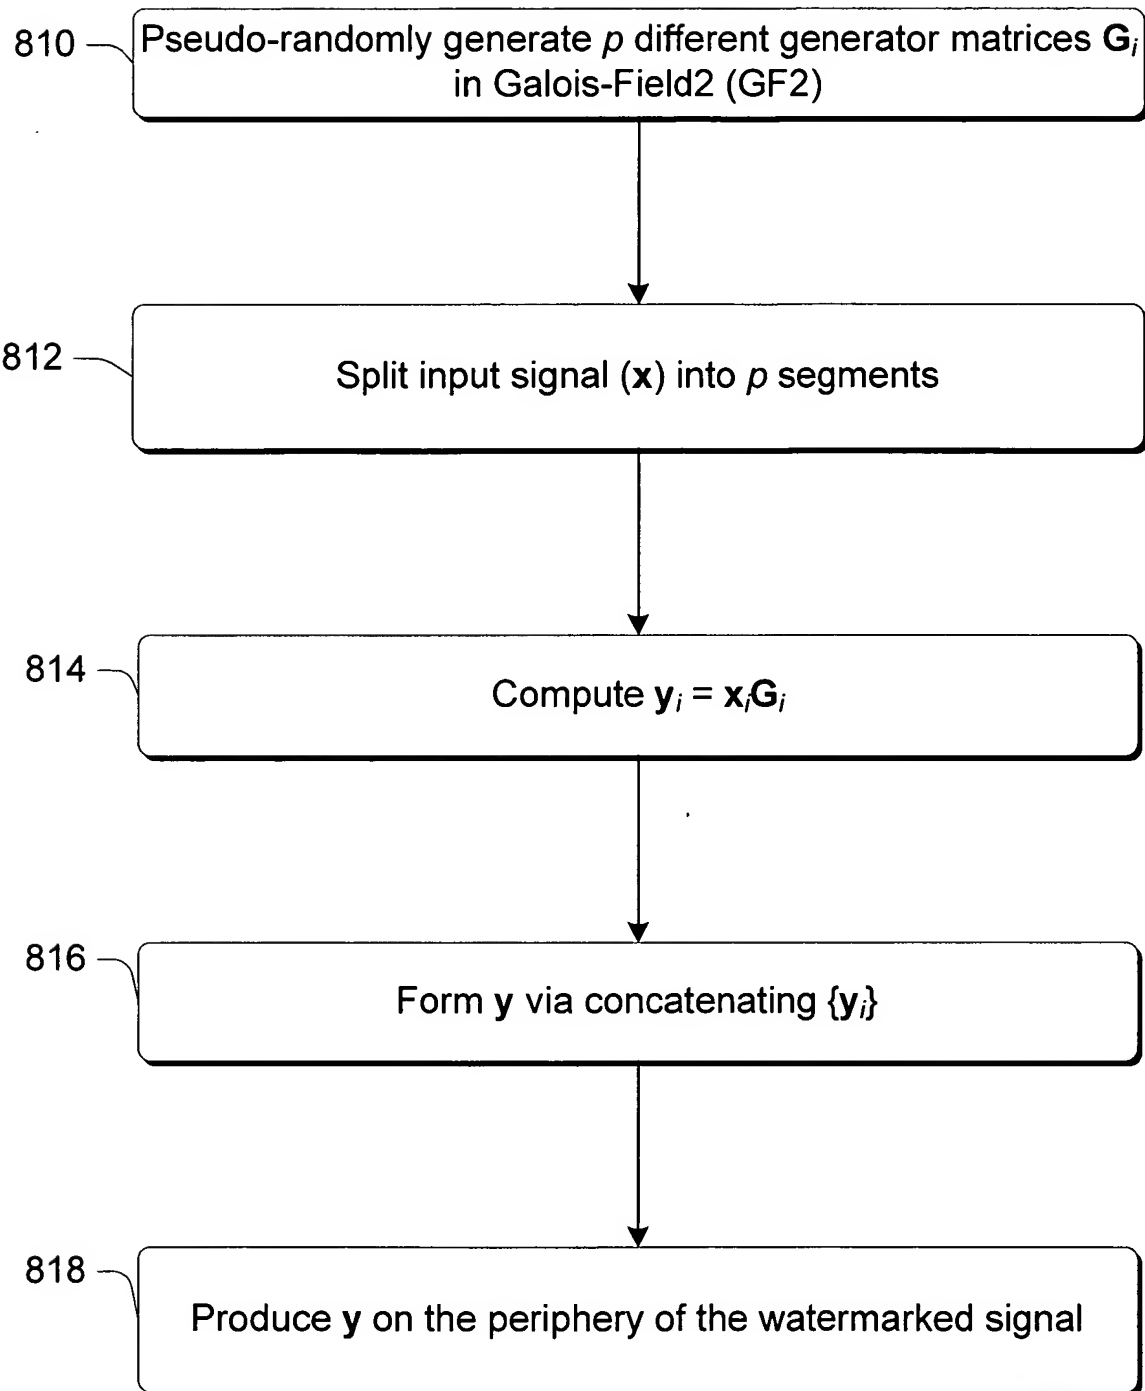 810
Pseudo-randomly generate p different generator matrices Gᵢ
in Galois-Field2 (GF2)
812
Split input signal (x) into p segments
814
Compute yᵢ = xᵢGᵢ
816
Form y via concatenating {yᵢ}
818
Produce y on the periphery of the watermarked signal